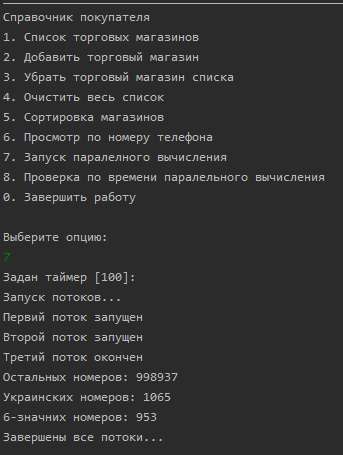 Справочник покупателя
1. Список торговых магазинов
2. Добавить торговый магазин
3. Убрать торговый магазин списка
4. Очистить весь список
5. Сортировка магазинов
6. Просмотр по номеру телефона
7. Запуск паралелного вычисления
8. Проверка по времени паралельного вычисления
0. Завершить работу
Выберите опцию:
7
Задан таймер [100]:
Запуск потоков...
Первий поток запущен
Второй поток запущен
Третий поток окончен
Остальных номеров: 998937
Украинских номеров: 1065
6-значних номеров: 953
Завершены все потоки...